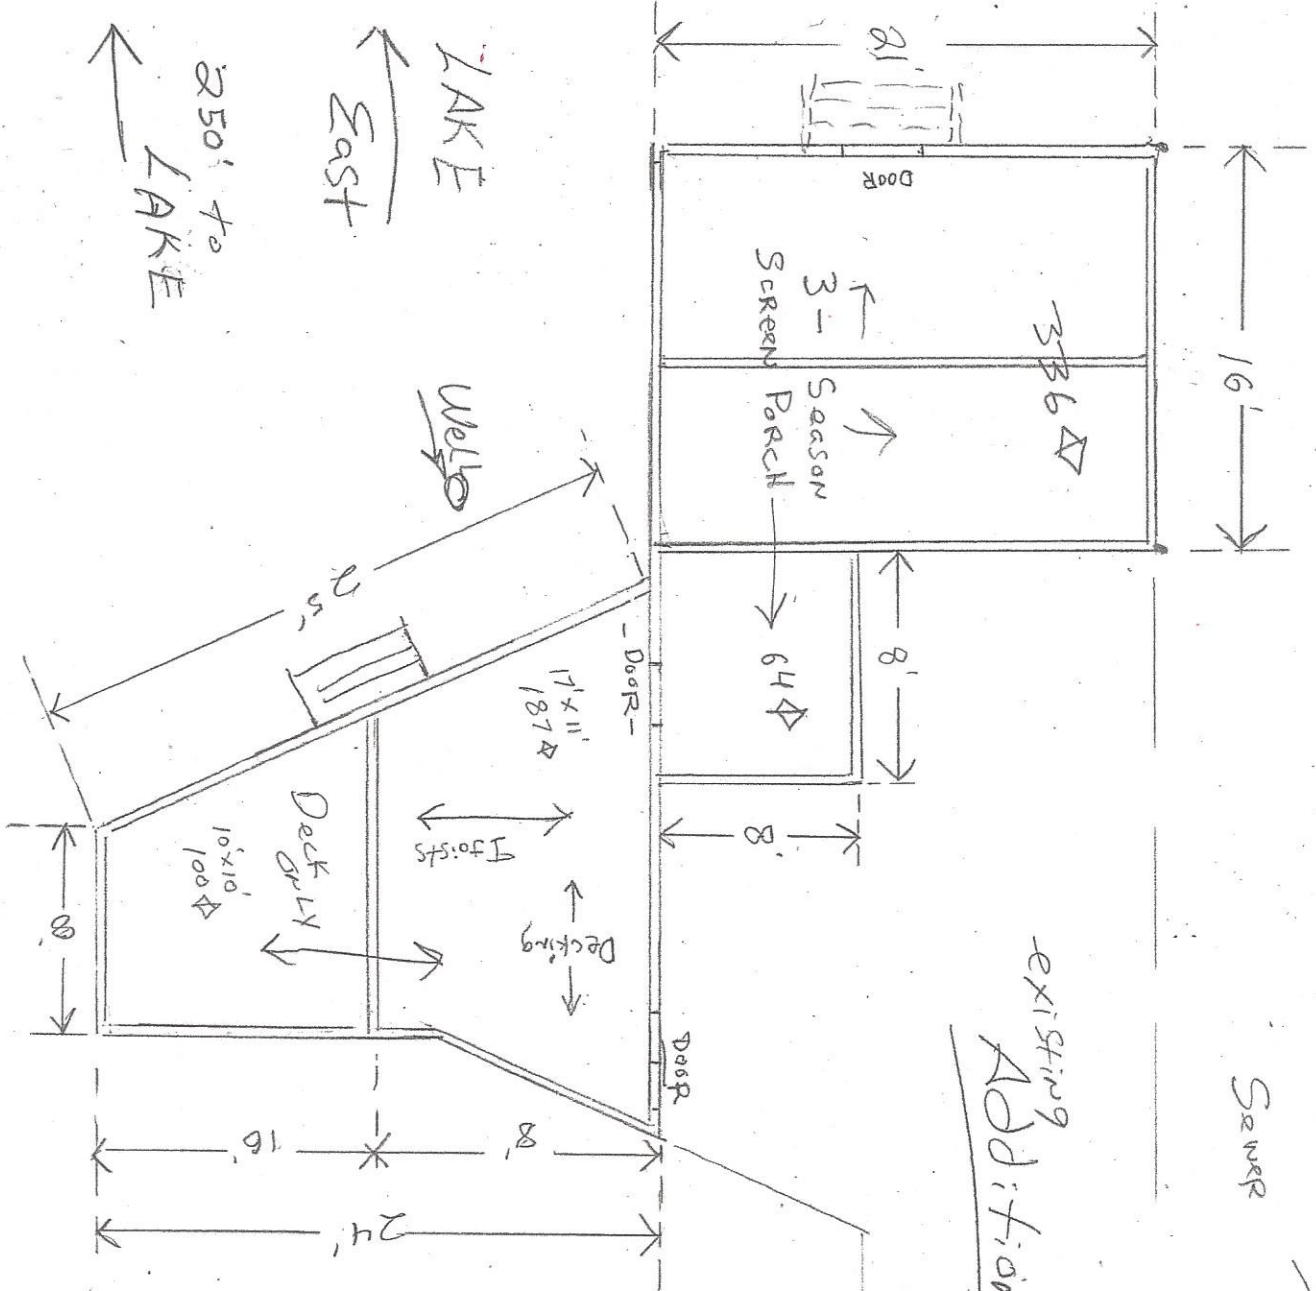 LAKE
East
250' to
LAKE
21'
DOOR
16'
336
3-SEASON
SCREEN PORCH
64
8'
8'
Well
25'
-DOOR-
17'x11'
187
Joists
Decking
Deck
ONLY
10'x10'
100
8'
DOOR
16'
8'
24'
-existing
Addition
Sewer